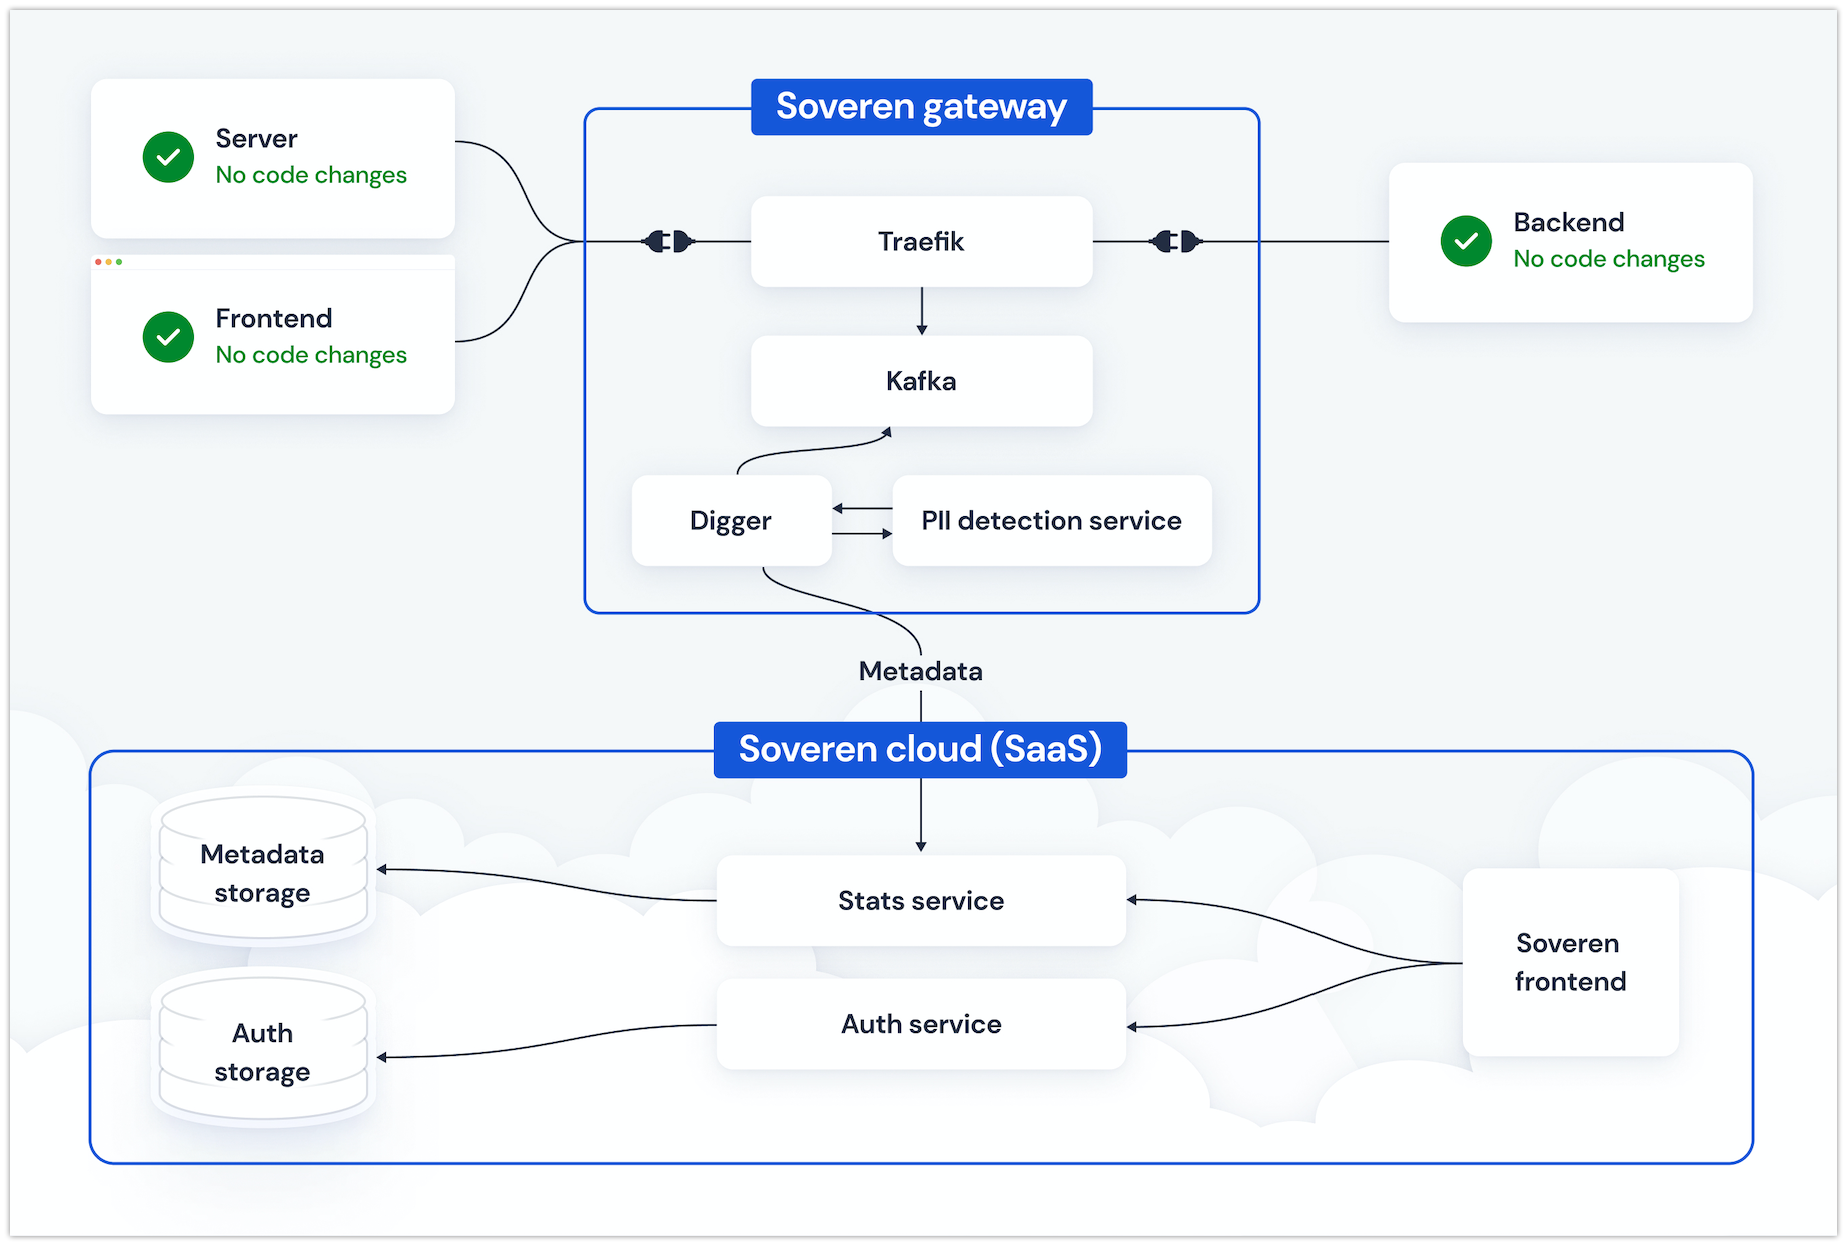 Soveren gateway
Server
No code changes
Frontend
No code changes
Traefik
Backend
No code changes
Kafka
Digger
PII detection service
Metadata
Soveren cloud (SaaS)
Metadata
storage
Stats service
Soveren
frontend
Auth
storage
Auth service